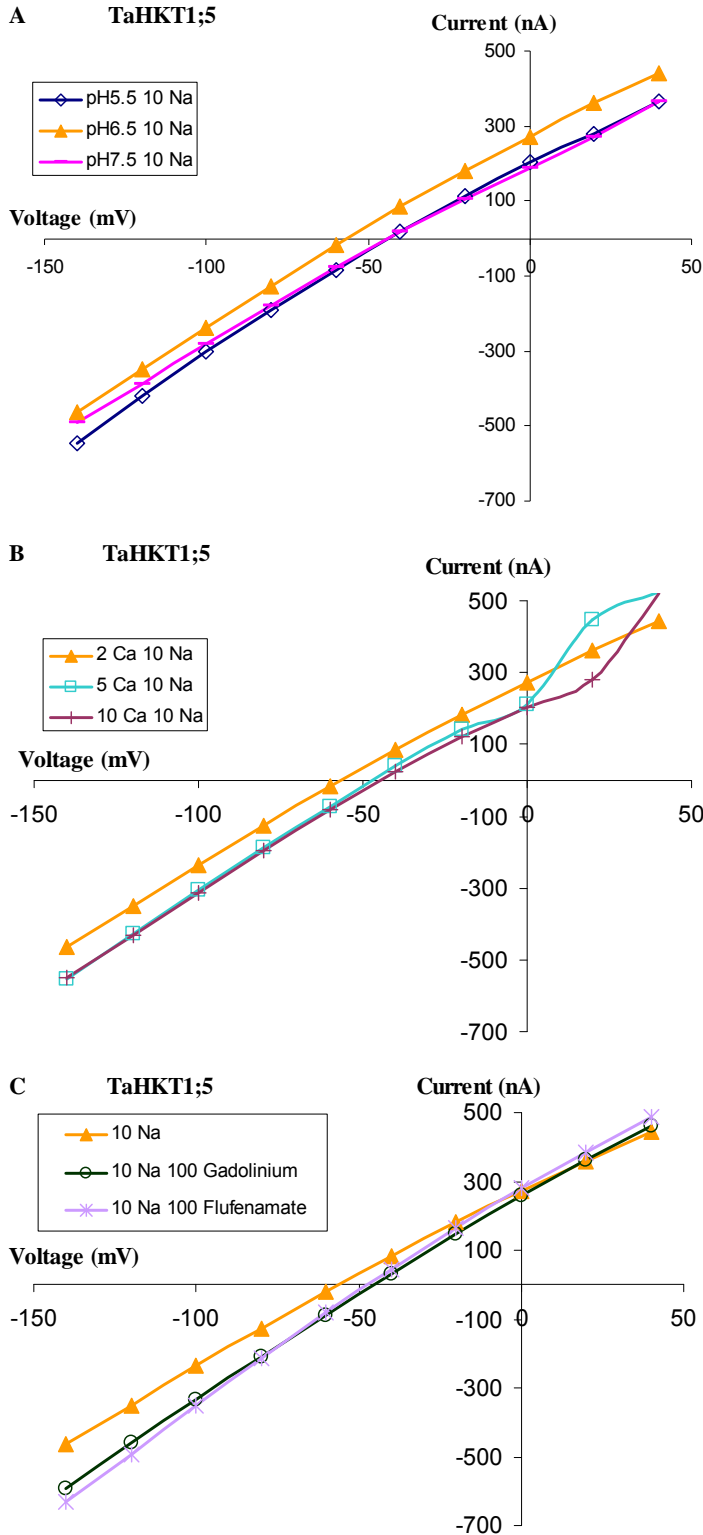 A TaHKT1;5
Current (nA)
500
pH5.5 10 Na
pH6.5 10 Na
pH7.5 10 Na
300
100
Voltage (mV)
-150 -100 -50 0 50
-100
-300
-500
-700
B TaHKT1;5
Current (nA)
500
2 Ca 10 Na
5 Ca 10 Na
10 Ca 10 Na
300
100
Voltage (mV)
-150 -100 -50 0 50
-100
-300
-500
-700
C TaHKT1;5
Current (nA)
500
10 Na
10 Na 100 Gadolinium
10 Na 100 Flufenamate
300
100
Voltage (mV)
-150 -100 -50 0 50
-100
-300
-500
-700